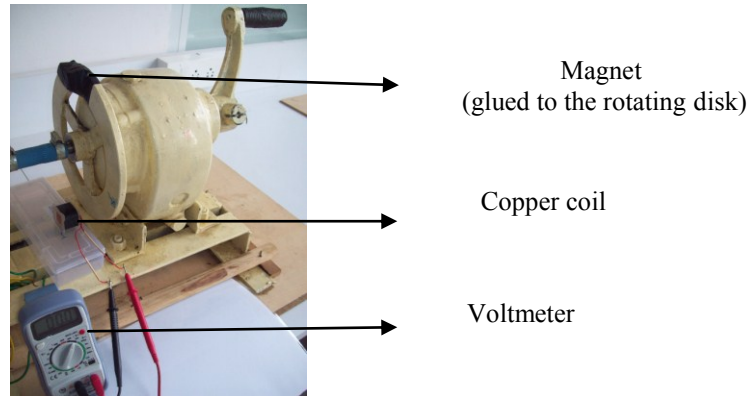 Magnet
(glued to the rotating disk)
Copper coil
Voltmeter